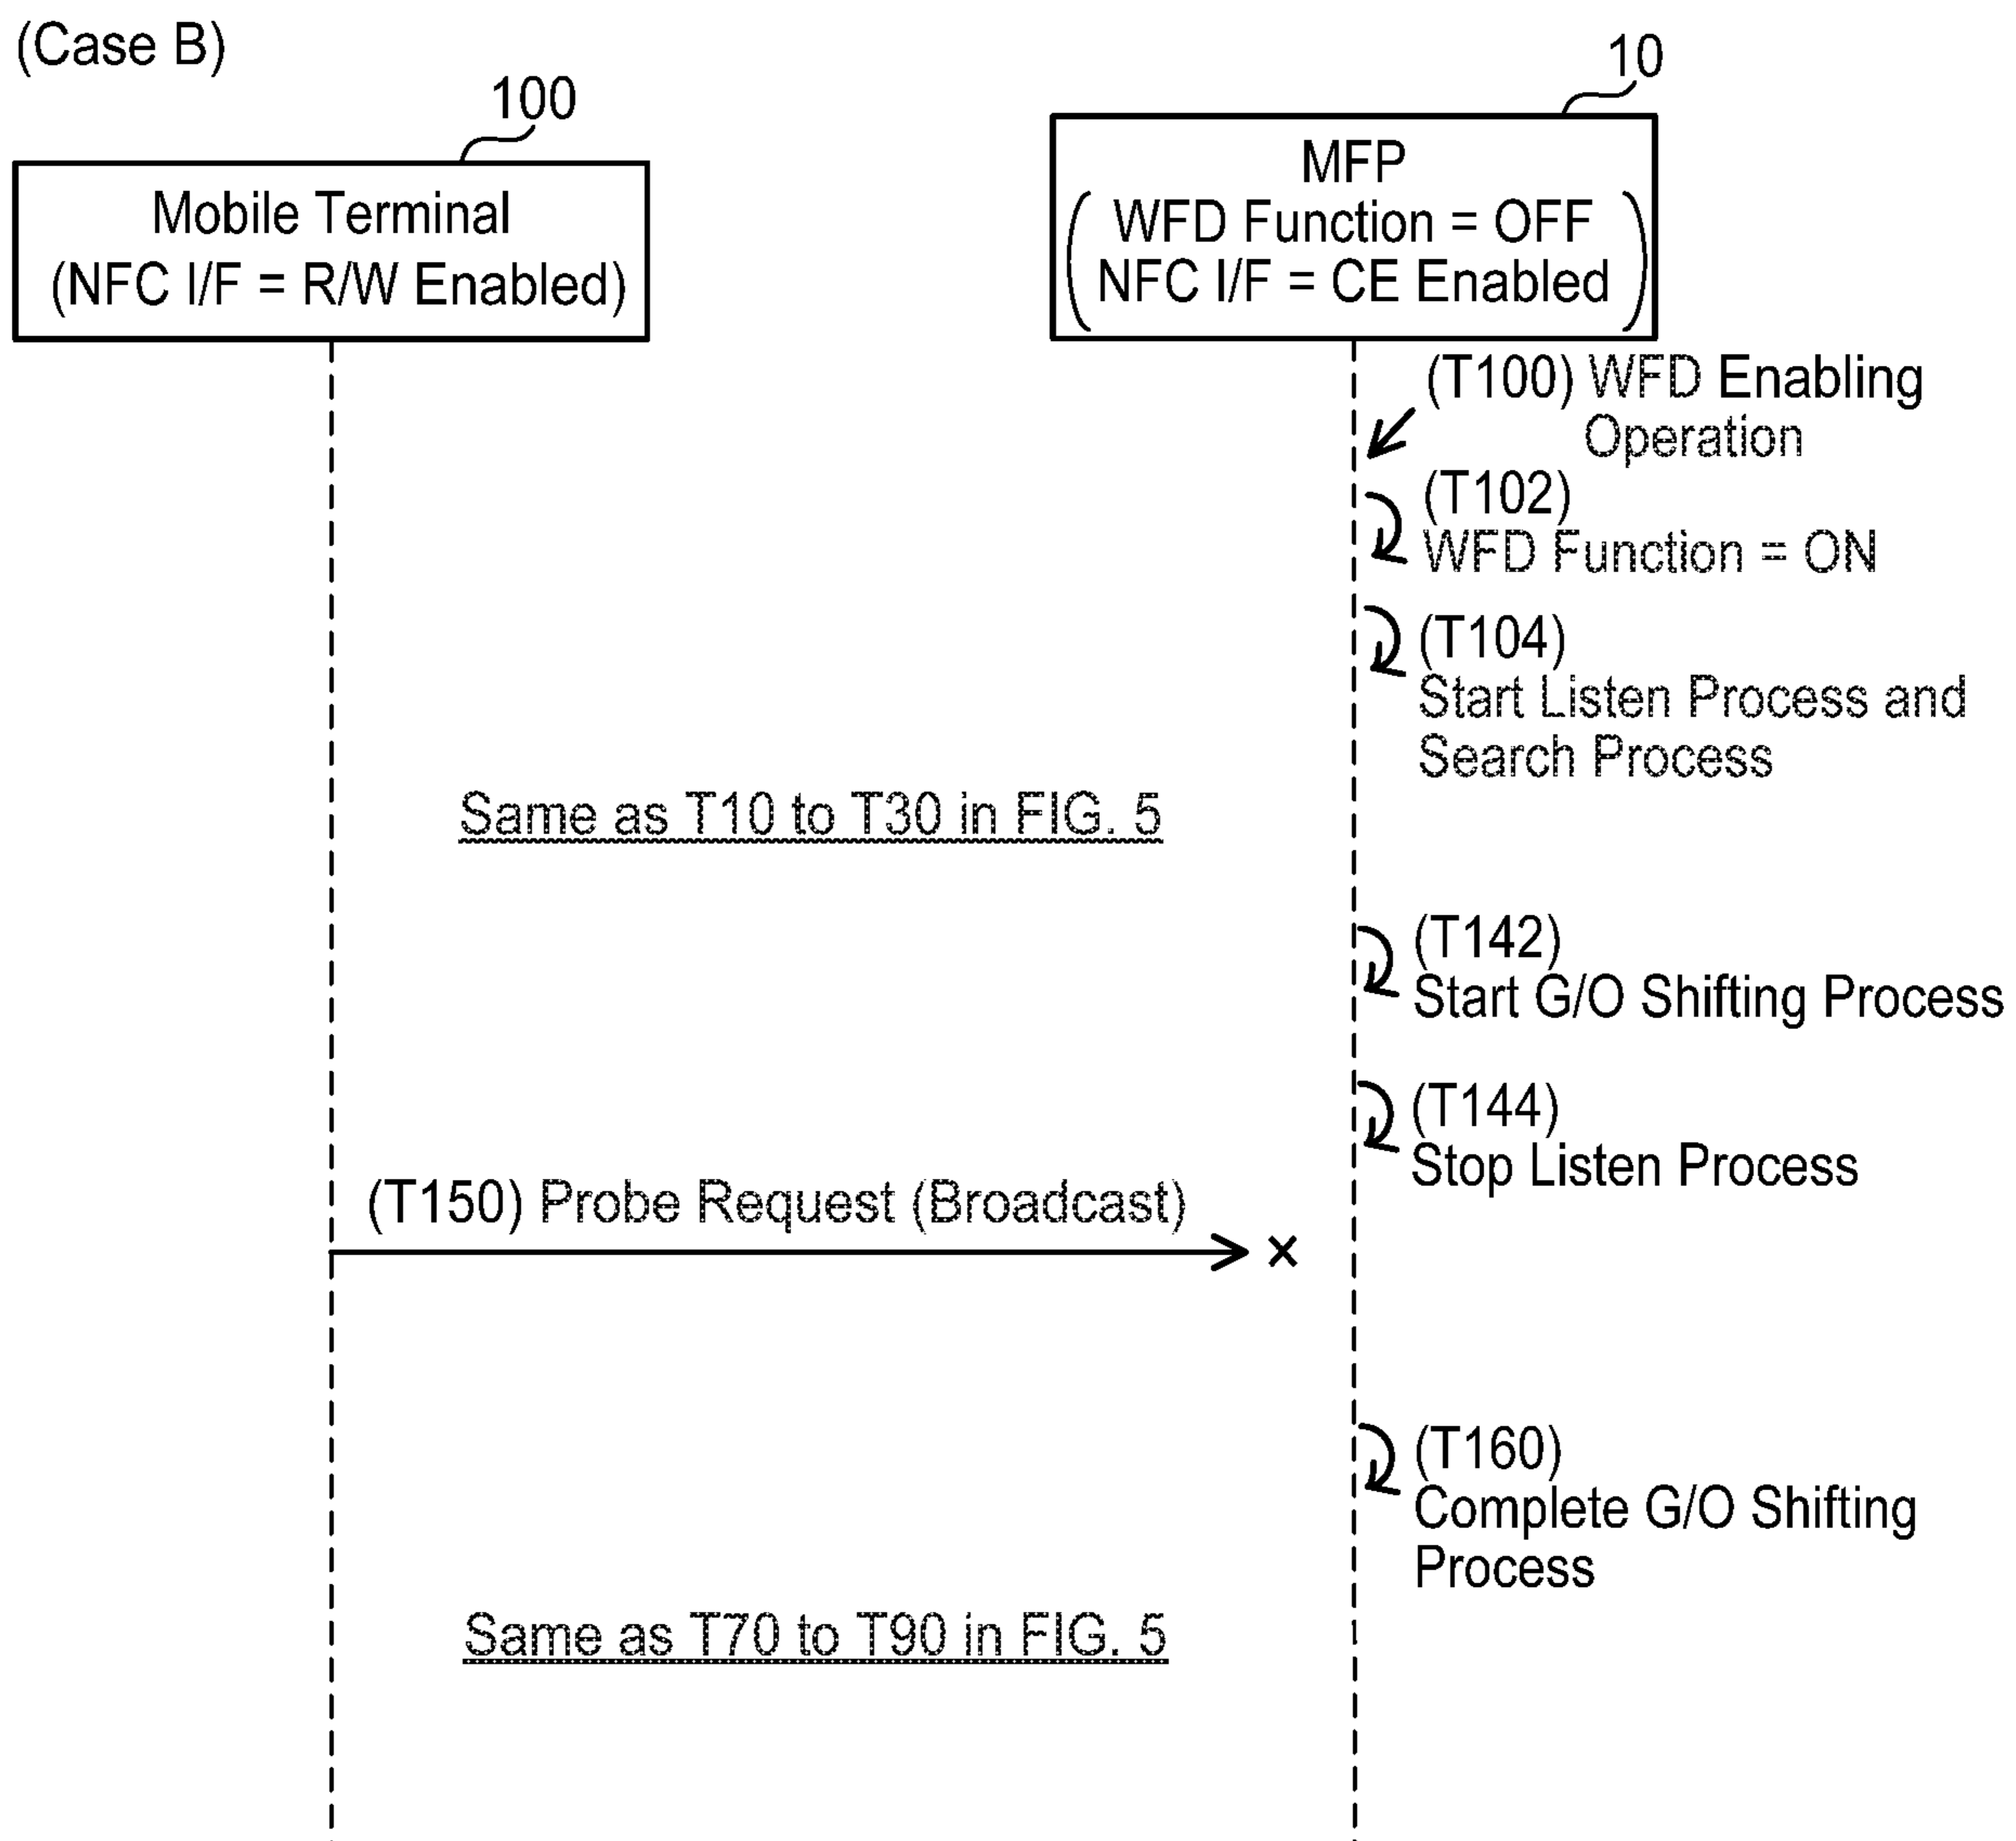 (Case B)
100
10
Mobile Terminal
(NFC I/F = R/W Enabled)
MFP
(WFD Function = OFF
NFC I/F = CE Enabled)
(T100) WFD Enabling
Operation
(T102)
WFD Function = ON
(T104)
Start Listen Process and
Search Process
Same as T10 to T30 in FIG. 5
(T142)
Start G/O Shifting Process
(T144)
Stop Listen Process
(T150) Probe Request (Broadcast)
×
(T160)
Complete G/O Shifting
Process
Same as T70 to T90 in FIG. 5